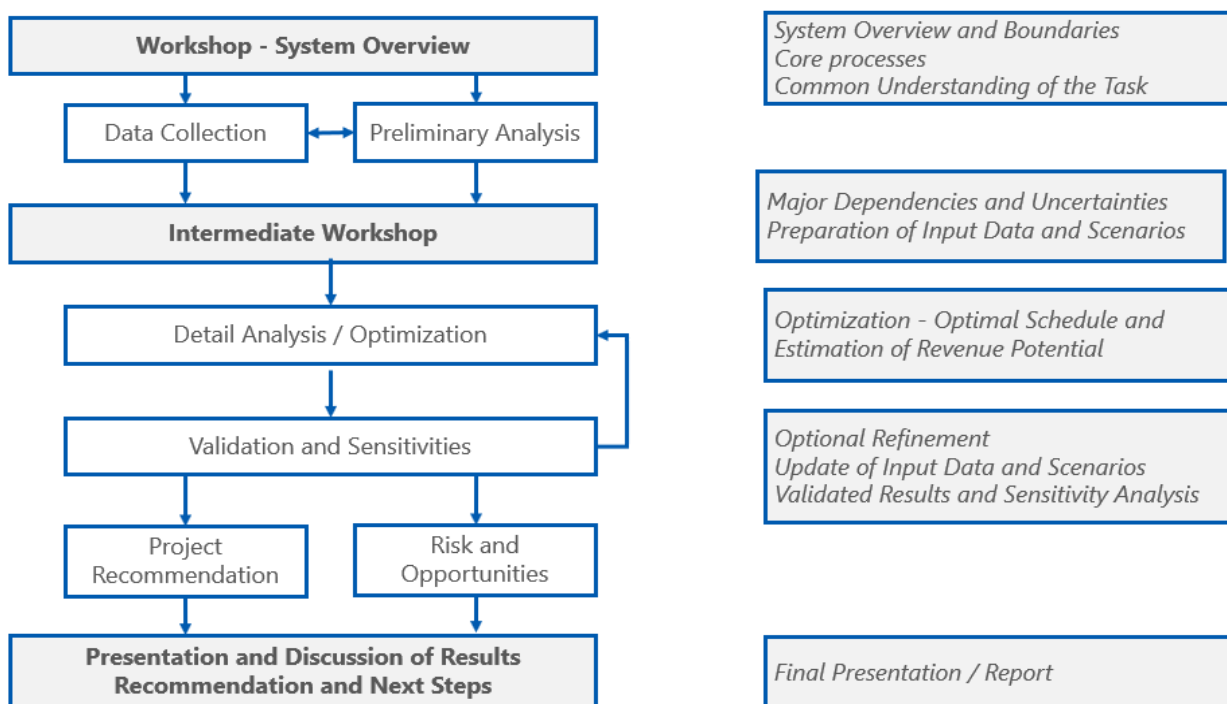 Workshop - System Overview
System Overview and Boundaries
Core processes
Common Understanding of the Task
Data Collection
Preliminary Analysis
Intermediate Workshop
Major Dependencies and Uncertainties
Preparation of Input Data and Scenarios
Detail Analysis / Optimization
Optimization - Optimal Schedule and
Estimation of Revenue Potential
Validation and Sensitivities
Optional Refinement
Update of Input Data and Scenarios
Validated Results and Sensitivity Analysis
Project
Recommendation
Risk and
Opportunities
Presentation and Discussion of Results
Recommendation and Next Steps
Final Presentation / Report